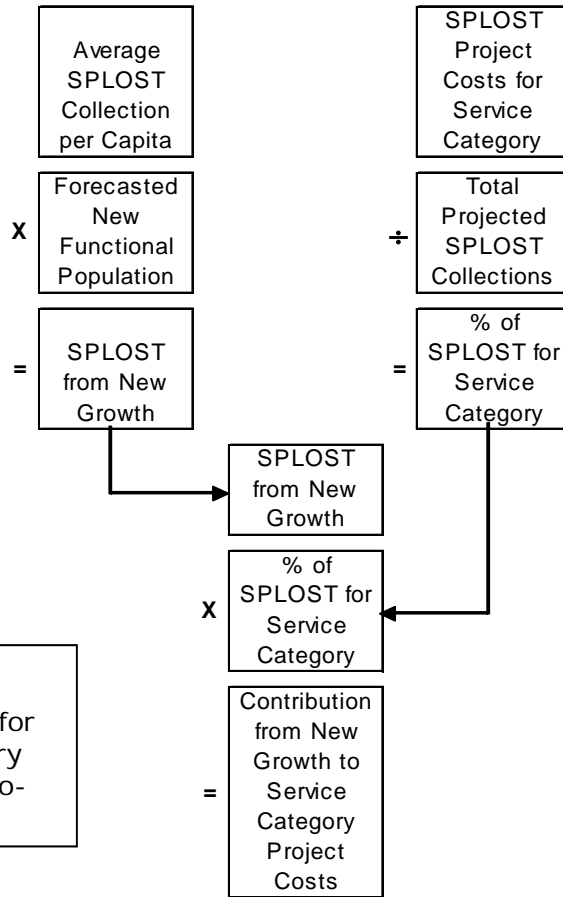 Average
SPLOST
Collection
per Capita
X
Forecasted
New
Functional
Population
=
SPLOST
from New
Growth
SPLOST
Project
Costs for
Service
Category
÷
Total
Projected
SPLOST
Collections
=
% of
SPLOST for
Service
Category
SPLOST
from New
Growth
X
% of
SPLOST for
Service
Category
=
Contribution
from New
Growth to
Service
Category
Project
Costs
for
ry
o-